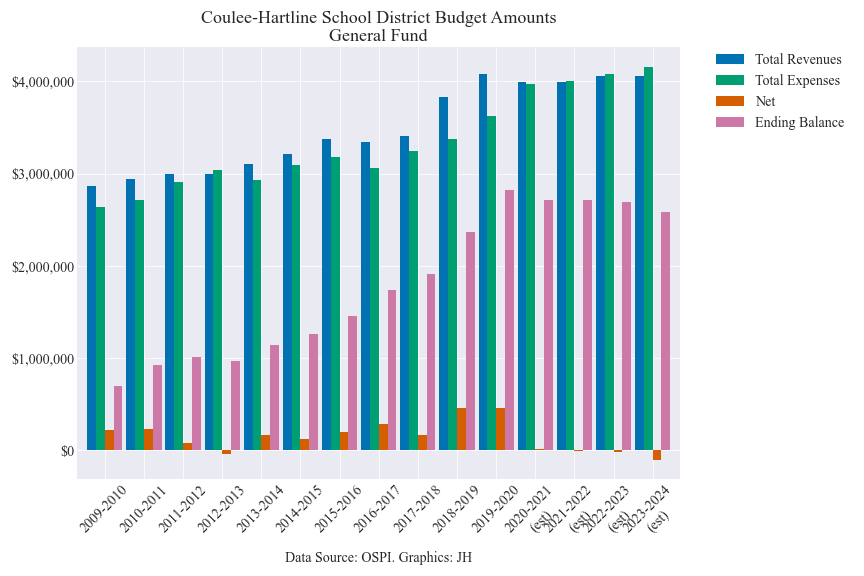 Coulee-Hartline School District Budget Amounts
General Fund
Total Revenues
Total Expenses
Net
Ending Balance
$4,000,000
$3,000,000
$2,000,000
$1,000,000
$0
2009-2010
2010-2011
2011-2012
2012-2013
2013-2014
2014-2015
2015-2016
2016-2017
2017-2018
2018-2019
2019-2020
2020-2021
(est)
2021-2022
(est)
2022-2023
(est)
2023-2024
(est)
Data Source: OSPI. Graphics: JH